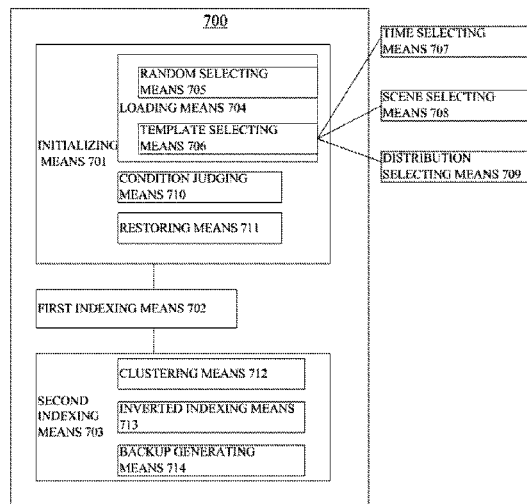 700
RANDOM SELECTING
MEANS 705
LOADING MEANS 704
TEMPLATE SELECTING
MEANS 706
INITIALIZING
MEANS 701
CONDITION JUDGING
MEANS 710
RESTORING MEANS 711
TIME SELECTING
MEANS 707
SCENE SELECTING
MEANS 708
DISTRIBUTION
SELECTING MEANS 709
FIRST INDEXING MEANS 702
SECOND
INDEXING
MEANS 703
CLUSTERING MEANS 712
INVERTED INDEXING MEANS
713
BACKUP GENERATING
MEANS 714